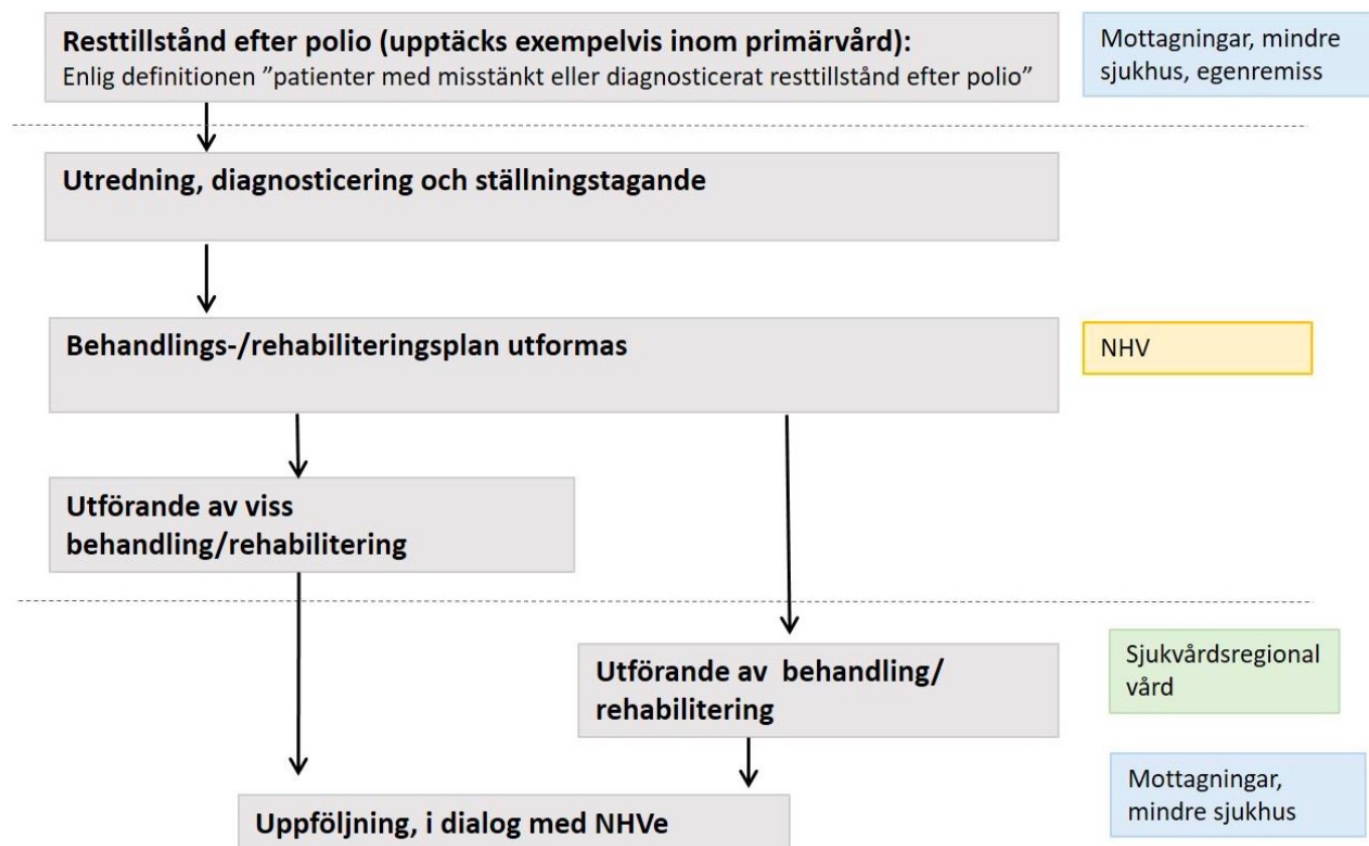 Resttillstånd efter polio (upptäcks exempelvis inom primärvård):
Enlig definitionen ”patienter med misstänkt eller diagnosticerat resttillstånd efter polio”
Mottagningar, mindre
sjukhus, egenremiss
Utredning, diagnosticering och ställningstagande
Behandlings-/rehabiliteringsplan utformas
NHV
Utförande av viss
behandling/rehabilitering
Utförande av behandling/
rehabilitering
Sjukvårdsregional
vård
Uppföljning, i dialog med NHVe
Mottagningar,
mindre sjukhus